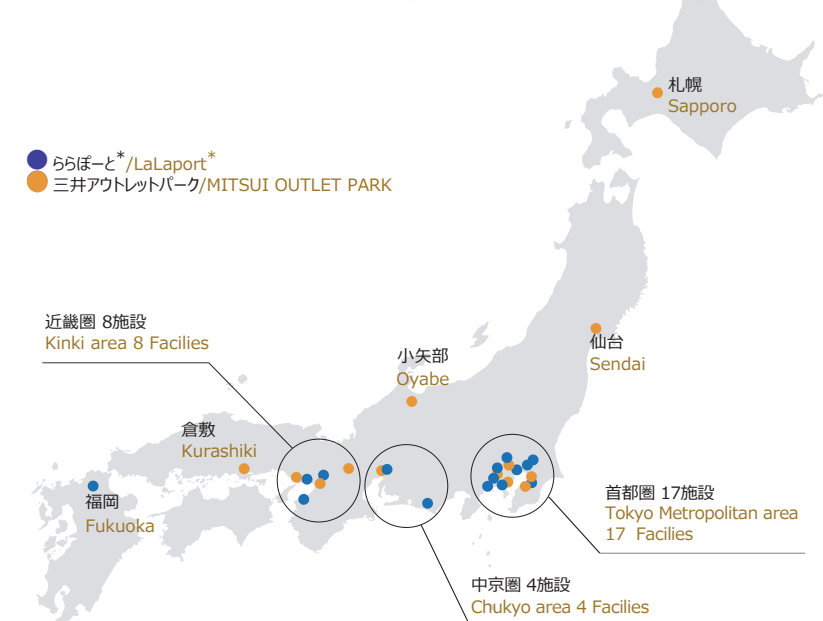 札幌
Sapporo
ららぽーと*/LaLaport*
三井アウトレットパーク/MITSUI OUTLET PARK
近畿圏 8施設
Kinki area 8 Facilies
小矢部
Oyabe
仙台
Sendai
倉敷
Kurashiki
福岡
Fukuoka
首都圏 17施設
Tokyo Metropolitan area
17 Facilies
中京圏 4施設
Chukyo area 4 Facilies